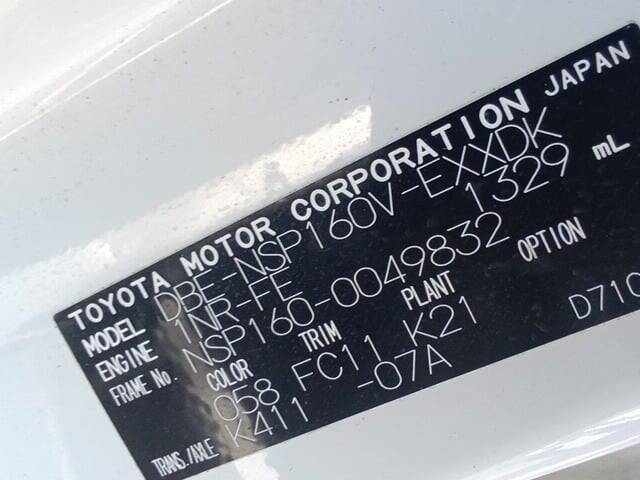 TOYOTA MOTOR CORPORATION JAPAN
MODEL DBE-NSP160V-EXXDK
ENGINE 1NR-FE 1329 mL
FRAME No. NSP160-0049832
COLOR TRIM PLANT OPTION
058 FC11 K21 D710
TRANS./AXLE K411 -07A